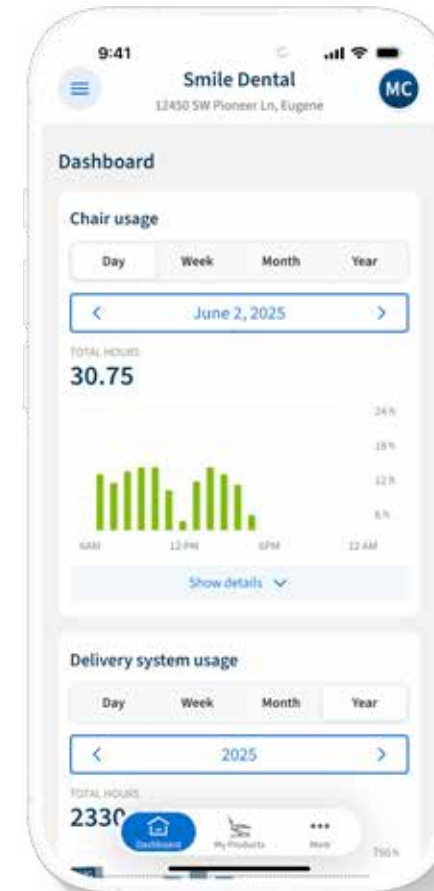 9:41
Smile Dental
MC
12450 SW Pioneer Ln, Eugene
Dashboard
Chair usage
Day Week Month Year
June 2, 2025
TOTAL HOURS
30.75
24 h
18 h
12 h
6 h
6AM 12 PM 6PM 12 AM
Show details
Delivery system usage
Day Week Month Year
2025
TOTAL HOURS
2330
Dashboard My Products More
750 h